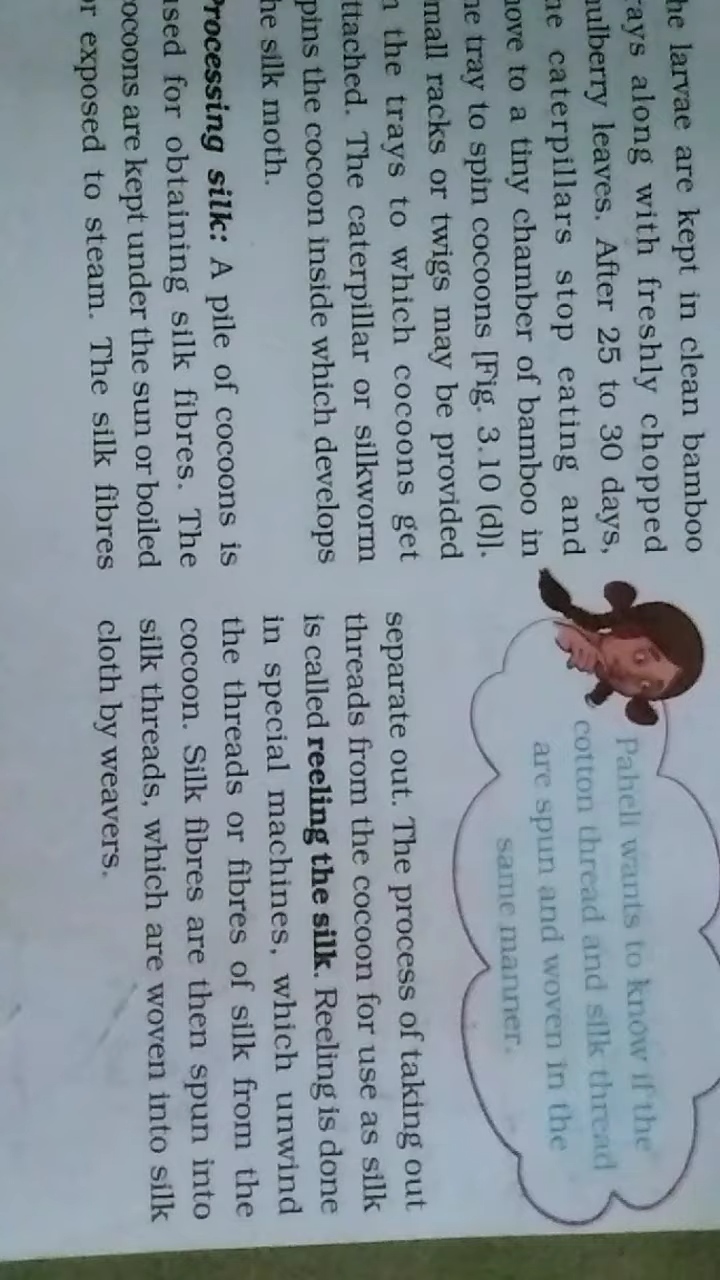 he larvae are kept in clean bamboo
rays along with freshly chopped
mulberry leaves. After 25 to 30 days,
he caterpillars stop eating and
move to a tiny chamber of bamboo in
he tray to spin cocoons [Fig. 3.10 (d)].
mall racks or twigs may be provided
n the trays to which cocoons get
ttached. The caterpillar or silkworm
pins the cocoon inside which develops
he silk moth.
Processing silk: A pile of cocoons is
used for obtaining silk fibres. The
cocoons are kept under the sun or boiled
or exposed to steam. The silk fibres
Paheli wants to know if the
cotton thread and silk thread
are spun and woven in the
same manner.
separate out. The process of taking out
threads from the cocoon for use as silk
is called reeling the silk. Reeling is done
in special machines, which unwind
the threads or fibres of silk from the
cocoon. Silk fibres are then spun into
silk threads, which are woven into silk
cloth by weavers.